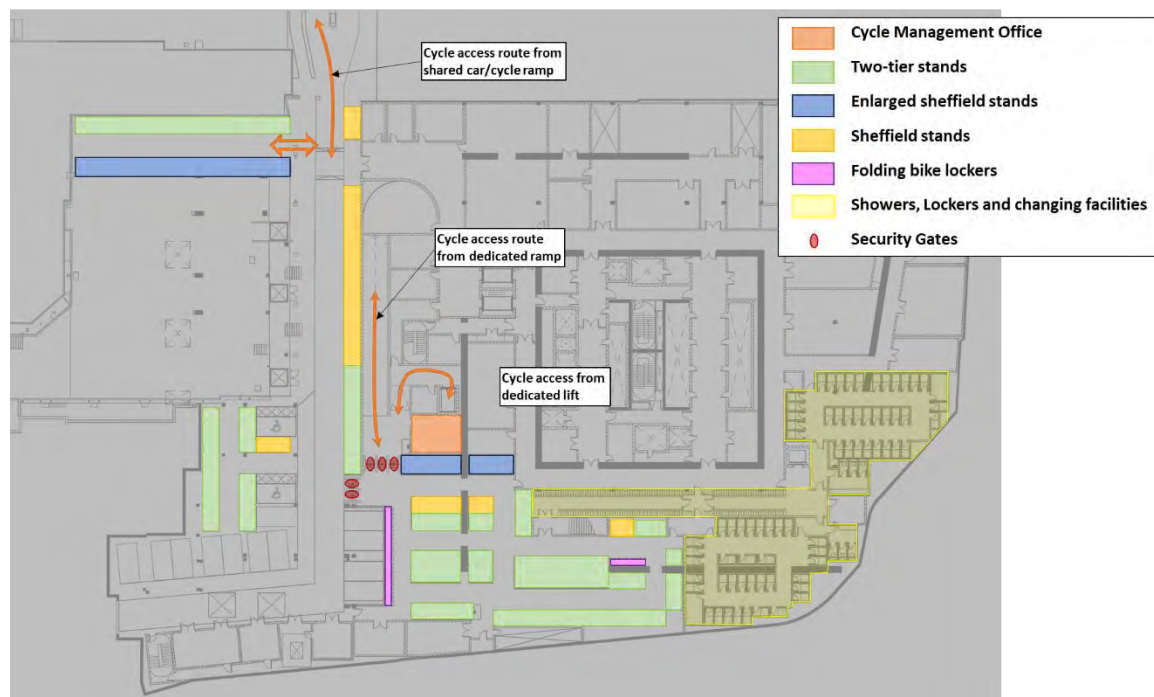 Cycle access route from
shared car/cycle ramp
Cycle access route
from dedicated ramp
Cycle access from
dedicated lift
Cycle Management Office
Two-tier stands
Enlarged sheffield stands
Sheffield stands
Folding bike lockers
Showers, Lockers and changing facilities
Security Gates